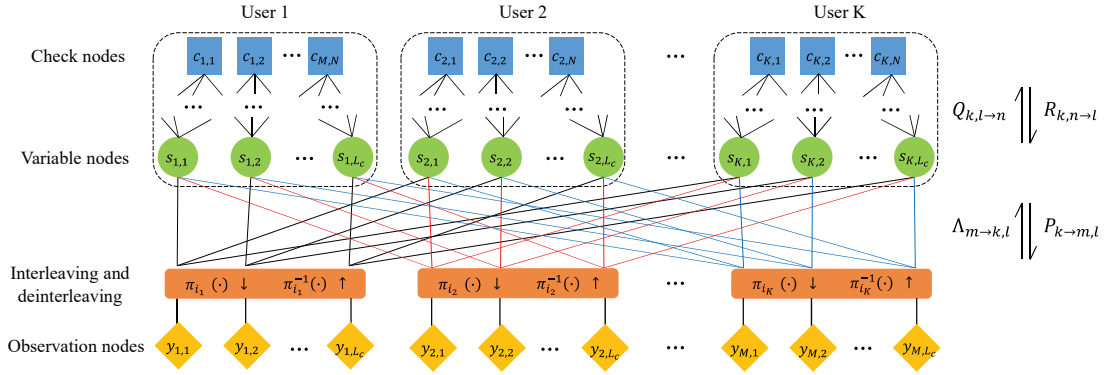 User 1 User 2 User K
Check nodes c_{1,1} c_{1,2} ... c_{M,N} c_{2,1} c_{2,2} ... c_{2,N} ... c_{K,1} c_{K,2} ... c_{K,N}
... ... ... ... ... ... ... ... ...
Q_{k,l→n} R_{k,n→l}
Variable nodes s_{1,1} s_{1,2} ... s_{1,L_c} s_{2,1} s_{2,2} ... s_{2,L_c} ... s_{K,1} s_{K,2} ... s_{K,L_c}
Λ_{m→k,l} P_{k→m,l}
Interleaving and
deinterleaving π_{i_1} (·) ↓ π_{i_1}^{-1}(·) ↑ π_{i_2} (·) ↓ π_{i_2}^{-1}(·) ↑ ... π_{i_K} (·) ↓ π_{i_K}^{-1}(·) ↑
Observation nodes y_{1,1} y_{1,2} ... y_{1,L_c} y_{2,1} y_{2,2} ... y_{2,L_c} ... y_{M,1} y_{M,2} ... y_{M,L_c}